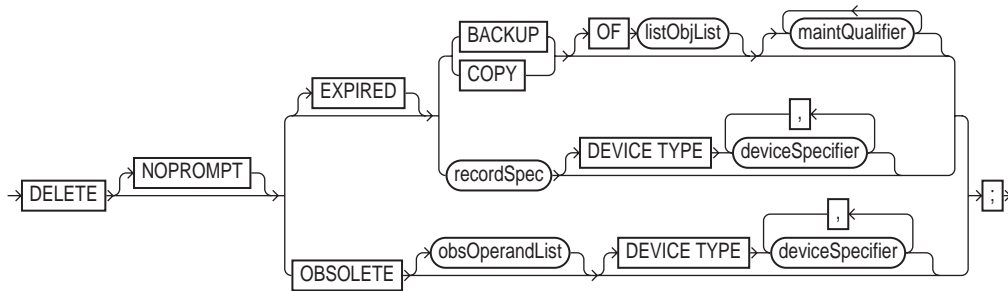 BACKUP
OF listObjList
maintQualifier
COPY
EXPIRED
,
DEVICE TYPE deviceSpecifier
recordSpec
NOPROMPT
DELETE
;
,
obsOperandList
DEVICE TYPE deviceSpecifier
OBSOLETE